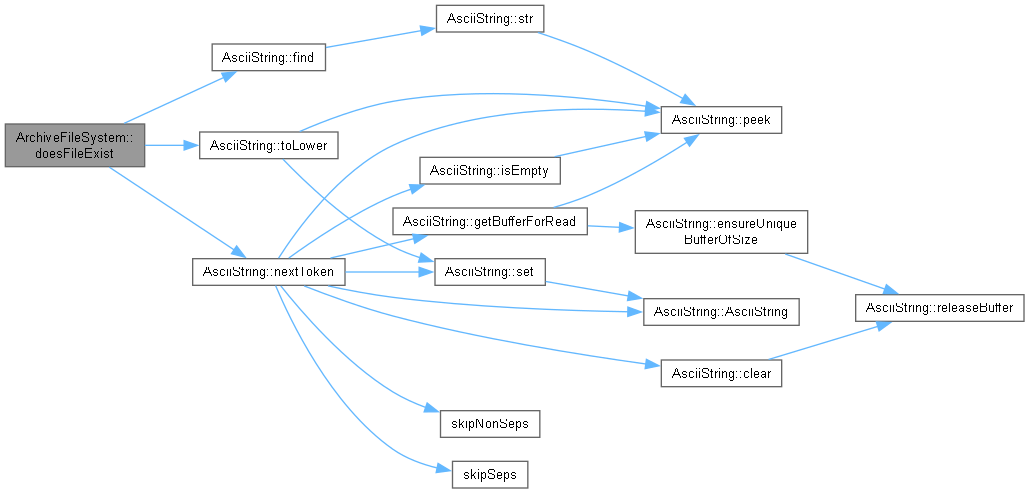 AsciiString::str
AsciiString::find
AsciiString::peek
ArchiveFileSystem::
doesFileExist
AsciiString::toLower
AsciiString::isEmpty
AsciiString::getBufferForRead
AsciiString::ensureUnique
BufferOfSize
AsciiString::nextToken
AsciiString::set
AsciiString::releaseBuffer
AsciiString::AsciiString
AsciiString::clear
skipNonSeps
skipSeps